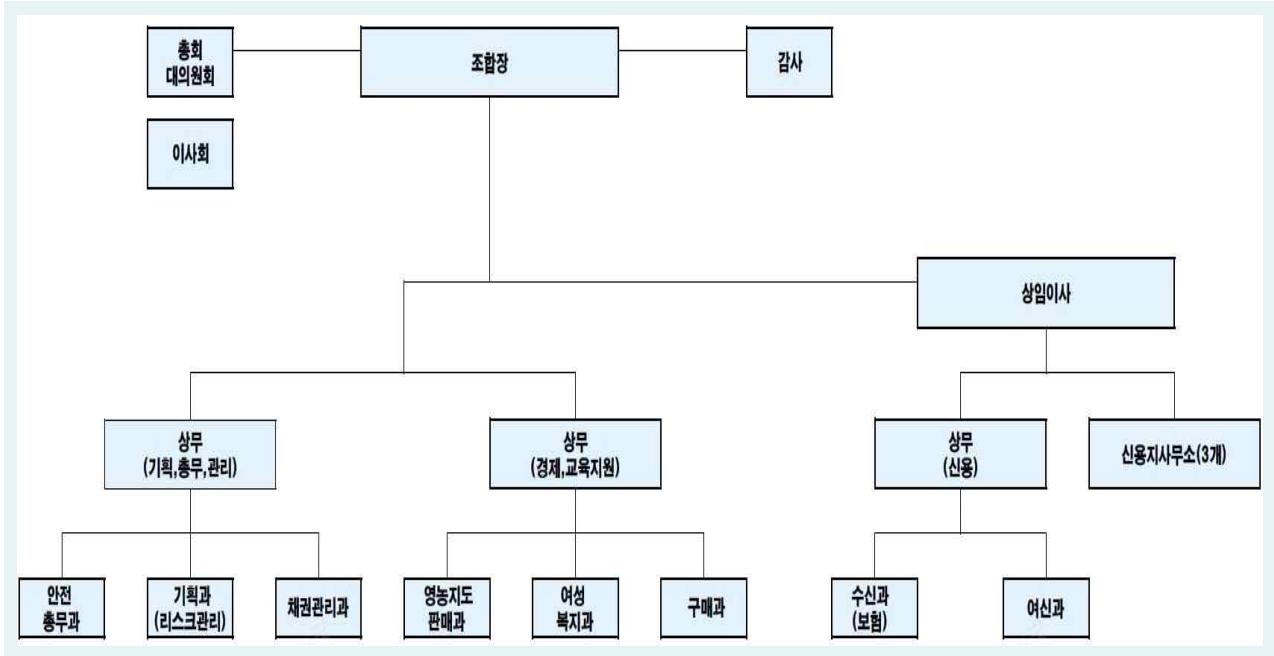 총회
대의원회
조합장
감사
이사회
상임이사
상무
(기획,총무,관리)
상무
(경제,교육지원)
상무
(신용)
신용지사무소(3개)
안전
총무과
기획과
(리스크관리)
채권관리과
영농지도
판매과
여성
복지과
구매과
수신과
(보험)
여신과